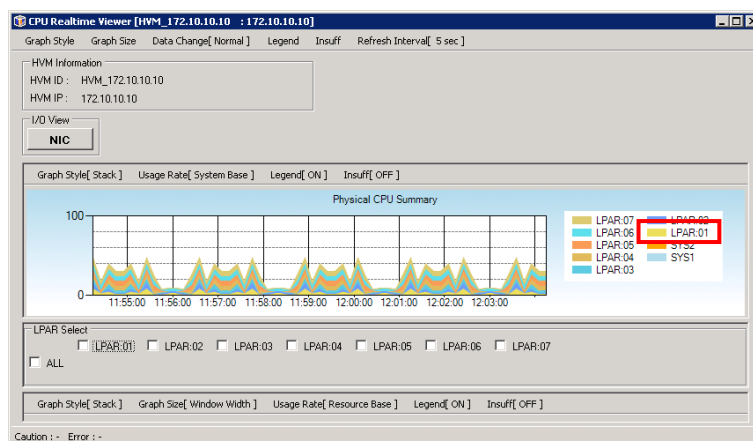 CPU Realtime Viewer [HVM_172.10.10.10 : 172.10.10.10]
Graph Style Graph Size Data Change[ Normal ] Legend Insuff Refresh Interval[ 5 sec ]
HVM Information
HVM ID : HVM_172.10.10.10
HVM IP : 172.10.10.10
I/O View
NIC
Graph Style[ Stack ] Usage Rate[ System Base ] Legend[ ON ] Insuff[ OFF ]
Physical CPU Summary
100
0
11:55:00 11:56:00 11:57:00 11:58:00 11:59:00 12:00:00 12:01:00 12:02:00 12:03:00
LPAR:07 LPAR:02
LPAR:06 LPAR:01
LPAR:05 SYS2
LPAR:04 SYS1
LPAR:03
LPAR Select
LPAR:01 LPAR:02 LPAR:03 LPAR:04 LPAR:05 LPAR:06 LPAR:07
ALL
Graph Style[ Stack ] Graph Size[ Window Width ] Usage Rate[ Resource Base ] Legend[ ON ] Insuff[ OFF ]
Caution : - Error : -